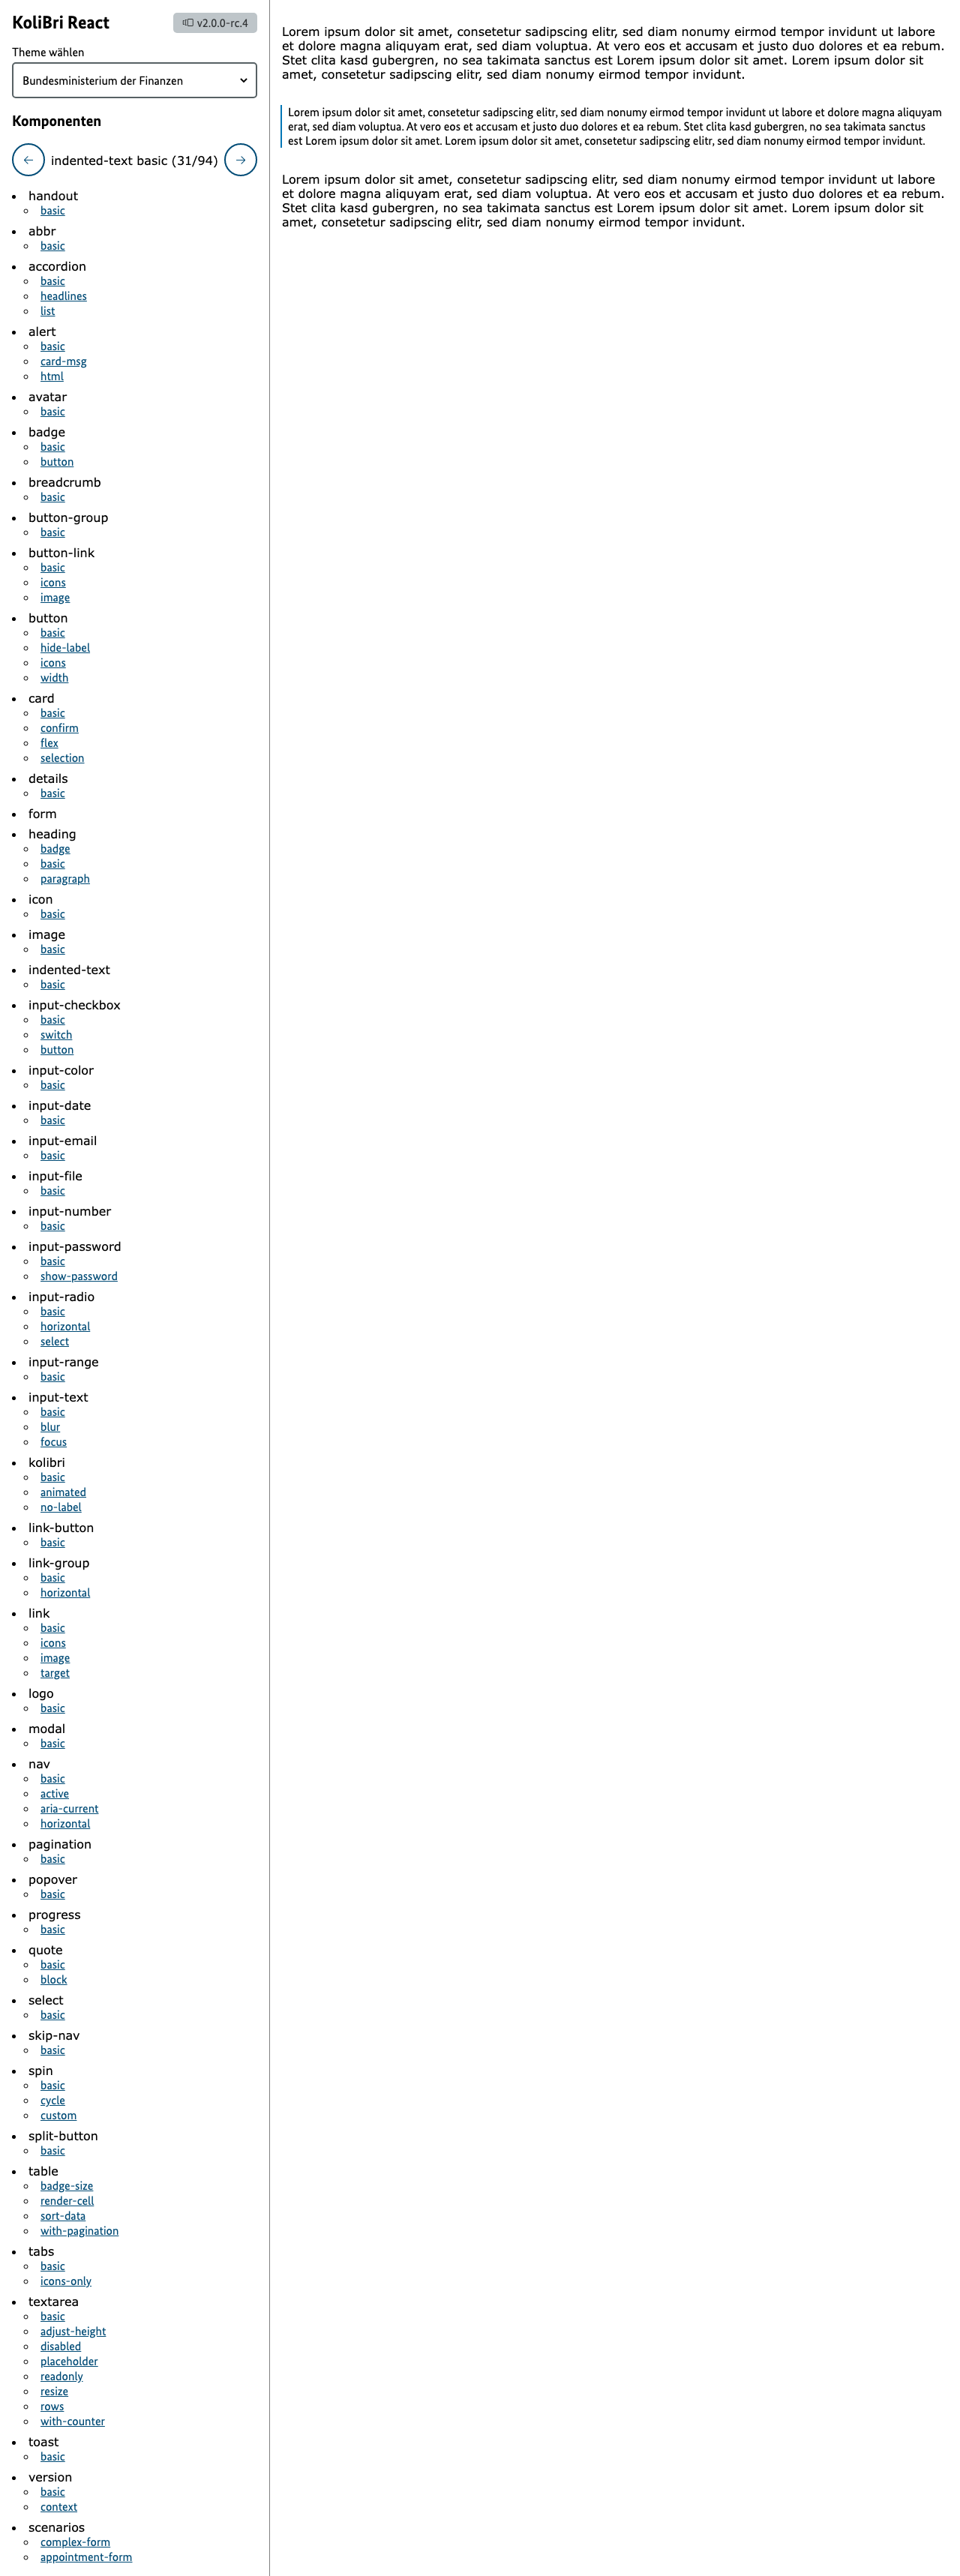 KoliBri React
v2.0.0-rc.4
Theme wählen
Bundesministerium der Finanzen
Komponenten
indented-text basic (31/94)
handout
basic
abbr
basic
accordion
basic
headlines
list
alert
basic
card-msg
html
avatar
basic
badge
basic
button
breadcrumb
basic
button-group
basic
button-link
basic
icons
image
button
basic
hide-label
icons
width
card
basic
confirm
flex
selection
details
basic
form
heading
badge
basic
paragraph
icon
basic
image
basic
indented-text
basic
input-checkbox
basic
switch
button
input-color
basic
input-date
basic
input-email
basic
input-file
basic
input-number
basic
input-password
basic
show-password
input-radio
basic
horizontal
select
input-range
basic
input-text
basic
blur
focus
kolibri
basic
animated
no-label
link-button
basic
link-group
basic
horizontal
link
basic
icons
image
target
logo
basic
modal
basic
nav
basic
active
aria-current
horizontal
pagination
basic
popover
basic
progress
basic
quote
basic
block
select
basic
skip-nav
basic
spin
basic
cycle
custom
split-button
basic
table
badge-size
render-cell
sort-data
with-pagination
tabs
basic
icons-only
textarea
basic
adjust-height
disabled
placeholder
readonly
resize
rows
with-counter
toast
basic
version
basic
context
scenarios
complex-form
appointment-form
Lorem ipsum dolor sit amet, consetetur sadipscing elitr, sed diam nonumy eirmod tempor invidunt ut labore
et dolore magna aliquyam erat, sed diam voluptua. At vero eos et accusam et justo duo dolores et ea rebum.
Stet clita kasd gubergren, no sea takimata sanctus est Lorem ipsum dolor sit amet. Lorem ipsum dolor sit
amet, consetetur sadipscing elitr, sed diam nonumy eirmod tempor invidunt.
Lorem ipsum dolor sit amet, consetetur sadipscing elitr, sed diam nonumy eirmod tempor invidunt ut labore et dolore magna aliquyam
erat, sed diam voluptua. At vero eos et accusam et justo duo dolores et ea rebum. Stet clita kasd gubergren, no sea takimata sanctus
est Lorem ipsum dolor sit amet. Lorem ipsum dolor sit amet, consetetur sadipscing elitr, sed diam nonumy eirmod tempor invidunt.
Lorem ipsum dolor sit amet, consetetur sadipscing elitr, sed diam nonumy eirmod tempor invidunt ut labore
et dolore magna aliquyam erat, sed diam voluptua. At vero eos et accusam et justo duo dolores et ea rebum.
Stet clita kasd gubergren, no sea takimata sanctus est Lorem ipsum dolor sit amet. Lorem ipsum dolor sit
amet, consetetur sadipscing elitr, sed diam nonumy eirmod tempor invidunt.